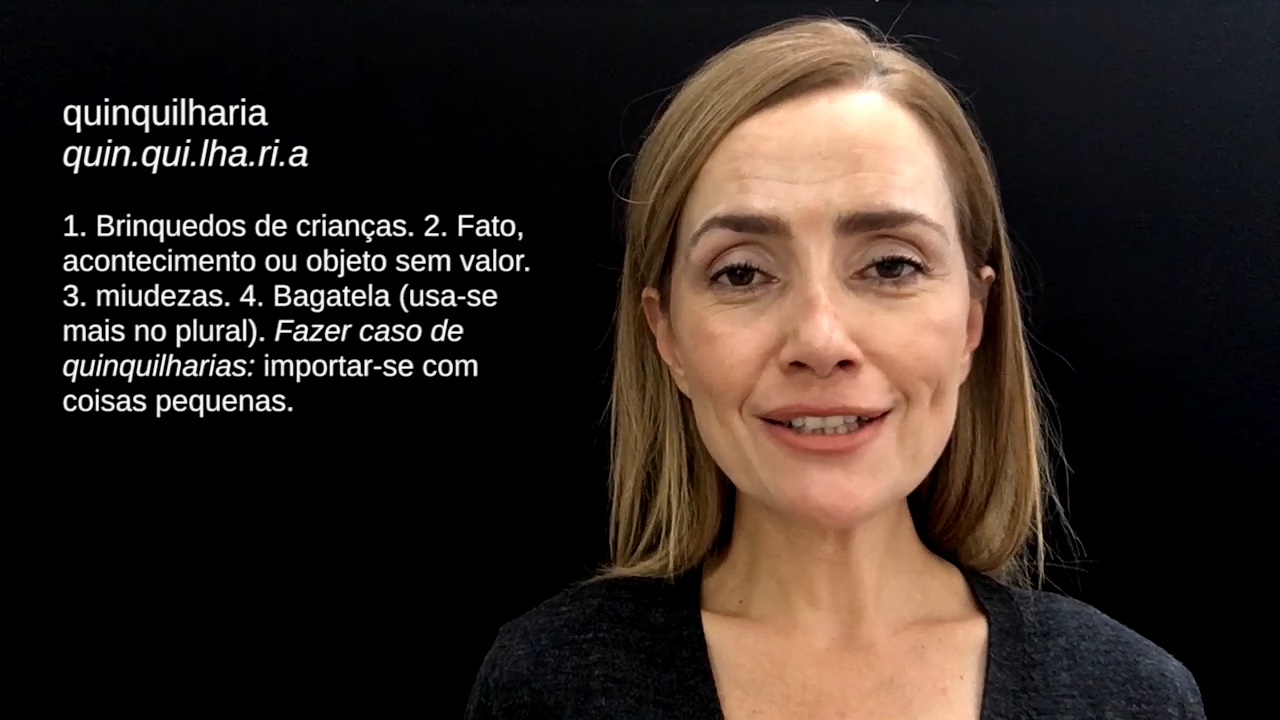 quinquilharia
quin.qui.lha.ri.a
1. Brinquedos de crianças. 2. Fato,
acontecimento ou objeto sem valor.
3. miudezas. 4. Bagatela (usa-se
mais no plural). Fazer caso de
quinquilharias: importar-se com
coisas pequenas.